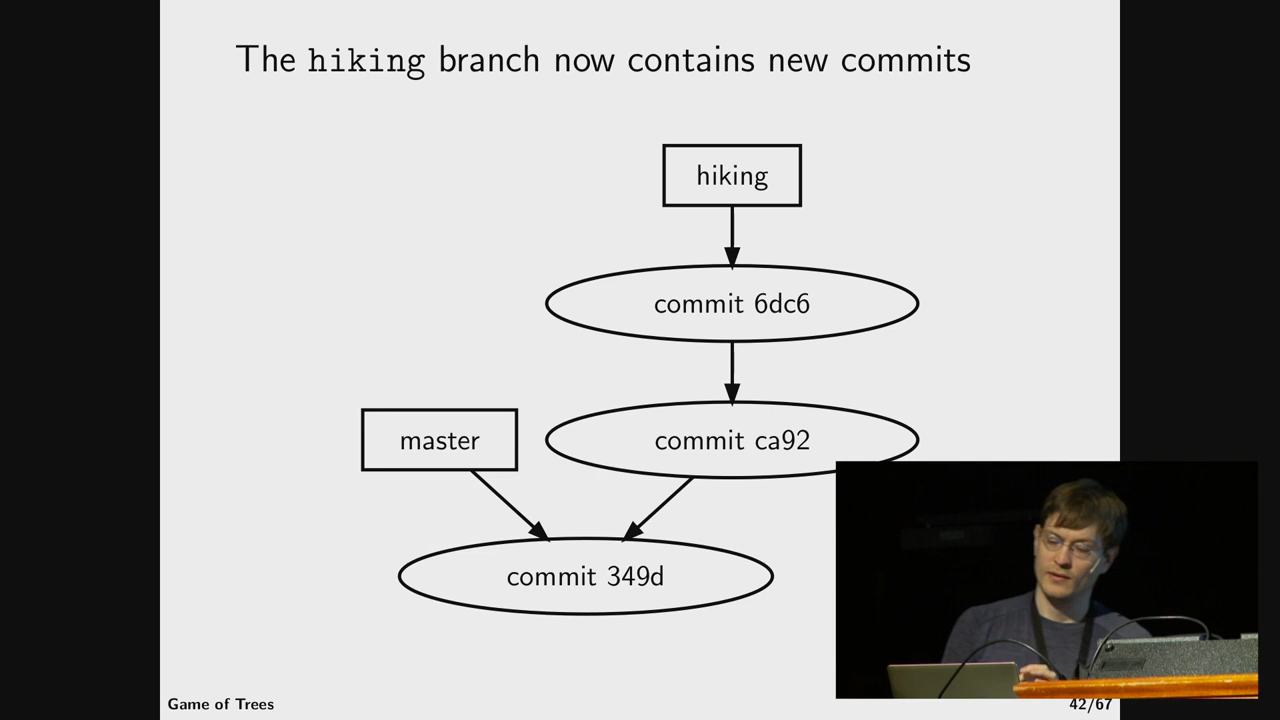 The hiking branch now contains new commits
hiking
commit 6dc6
master
commit ca92
commit 349d
Game of Trees
42/67